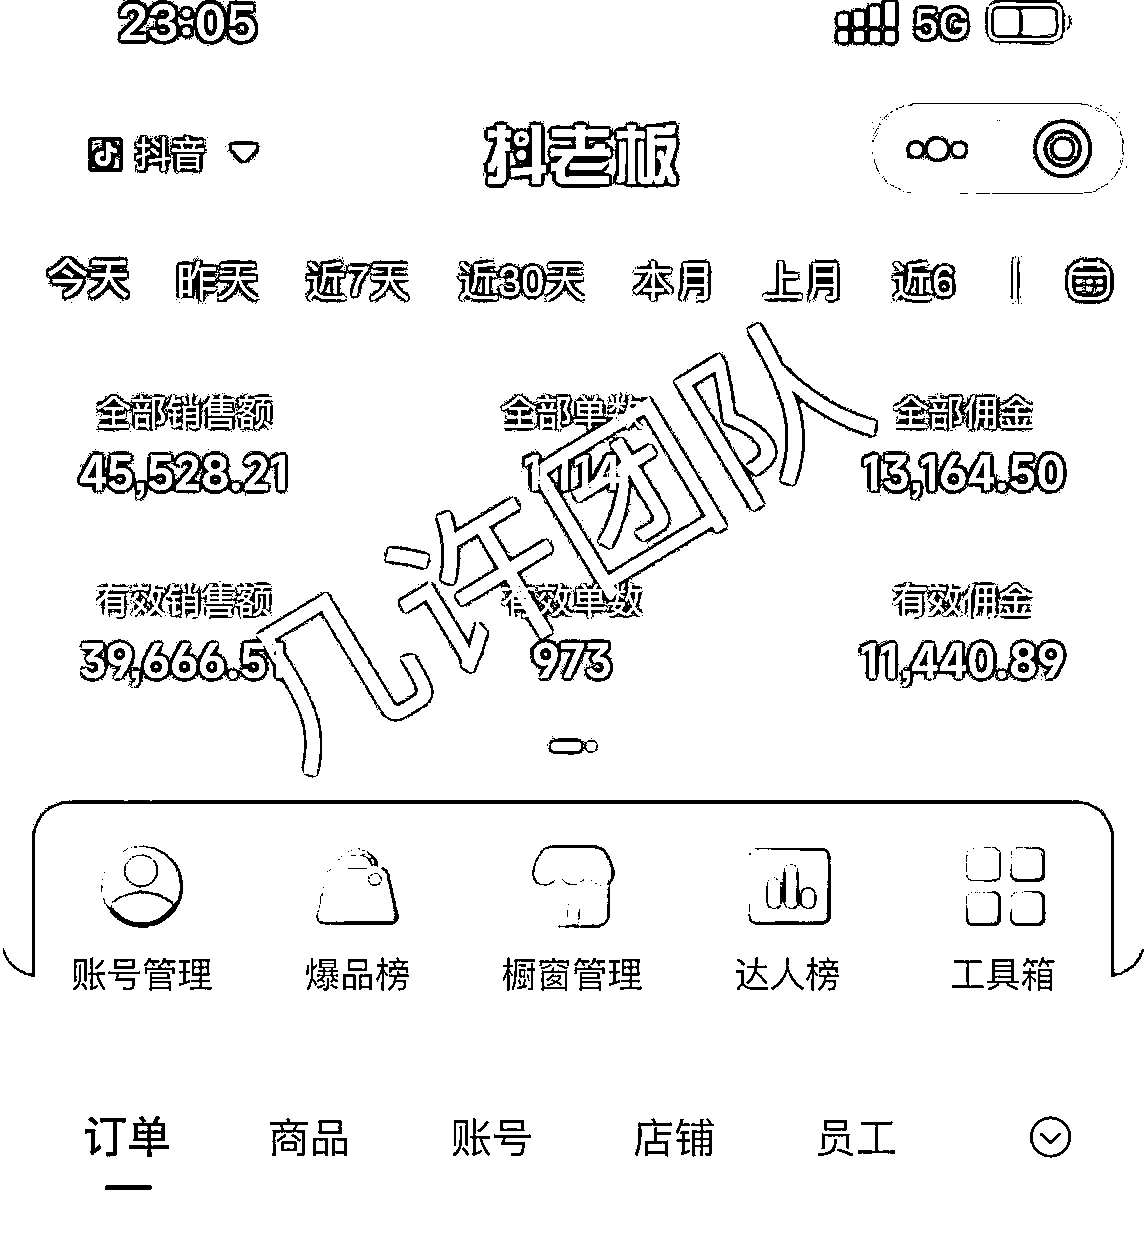 23:05 5G
抖音 抖老板
今天 昨天 近7天 近30天 本月 上月 近6
全部销售额 全部单数 全部佣金
45,528.21 1114 13,164.50
几许团队
有效销售额 有效单数 有效佣金
39,666.51 973 11,440.89
账号管理 爆品榜 橱窗管理 达人榜 工具箱
订单 商品 账号 店铺 员工